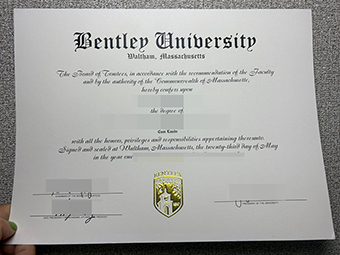 Bentley University
Waltham, Massachusetts
The Board of Trustees, in accordance with the recommendation of the Faculty
and by the authority of the Commonwealth of Massachusetts,
hereby confers upon
the degree of
Cum Laude
with all the honors, privileges and responsibilities appertaining thereunto.
Signed and sealed at Waltham, Massachusetts, the twenty-third day of May
in the year one
BENTLEY